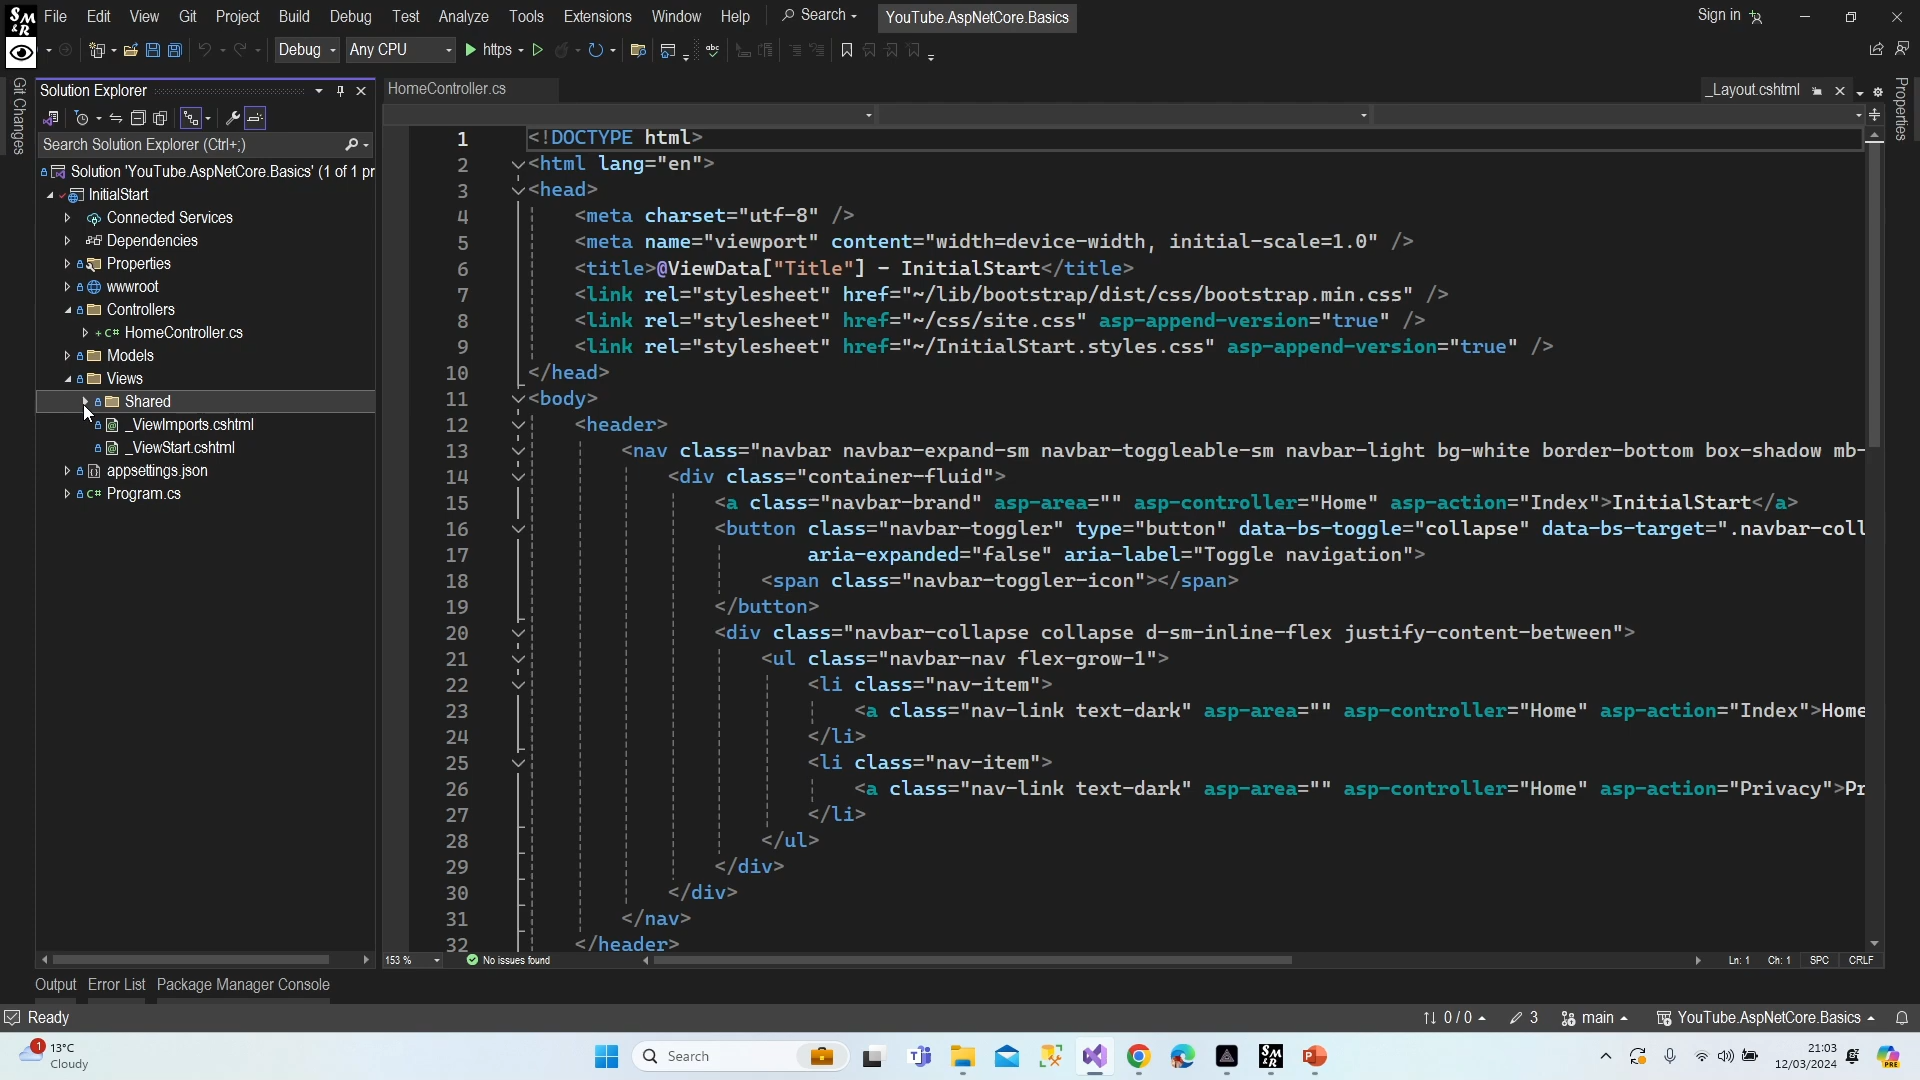 File Edit View Git Project Build Debug Test Analyze Tools Extensions Window Help Search YouTube.AspNetCore.Basics Sign in
Debug Any CPU https
Solution Explorer
HomeController.cs
_Layout.cshtml
Git Changes
Properties
Search Solution Explorer (Ctrl+;)
Solution 'YouTube.AspNetCore.Basics' (1 of 1 pr
InitialStart
Connected Services
Dependencies
Properties
wwwroot
Controllers
HomeController.cs
Models
Views
Shared
_ViewImports.cshtml
_ViewStart.cshtml
appsettings.json
Program.cs
1 <!DOCTYPE html>
2 <html lang="en">
3 <head>
4 <meta charset="utf-8" />
5 <meta name="viewport" content="width=device-width, initial-scale=1.0" />
6 <title>@ViewData["Title"] - InitialStart</title>
7 <link rel="stylesheet" href="~/lib/bootstrap/dist/css/bootstrap.min.css" />
8 <link rel="stylesheet" href="~/css/site.css" asp-append-version="true" />
9 <link rel="stylesheet" href="~/InitialStart.styles.css" asp-append-version="true" />
10 </head>
11 <body>
12 <header>
13 <nav class="navbar navbar-expand-sm navbar-toggleable-sm navbar-light bg-white border-bottom box-shadow mb-
14 <div class="container-fluid">
15 <a class="navbar-brand" asp-area="" asp-controller="Home" asp-action="Index">InitialStart</a>
16 <button class="navbar-toggler" type="button" data-bs-toggle="collapse" data-bs-target=".navbar-coll
17 aria-expanded="false" aria-label="Toggle navigation">
18 <span class="navbar-toggler-icon"></span>
19 </button>
20 <div class="navbar-collapse collapse d-sm-inline-flex justify-content-between">
21 <ul class="navbar-nav flex-grow-1">
22 <li class="nav-item">
23 <a class="nav-link text-dark" asp-area="" asp-controller="Home" asp-action="Index">Home
24 </li>
25 <li class="nav-item">
26 <a class="nav-link text-dark" asp-area="" asp-controller="Home" asp-action="Privacy">Pr
27 </li>
28 </ul>
29 </div>
30 </div>
31 </nav>
32 </header>
153 % No issues found Ln: 1 Ch: 1 SPC CRLF
Output Error List Package Manager Console
Ready 0 / 0 3 main YouTube.AspNetCore.Basics
1 13°C
Cloudy
Search
21:03
12/03/2024